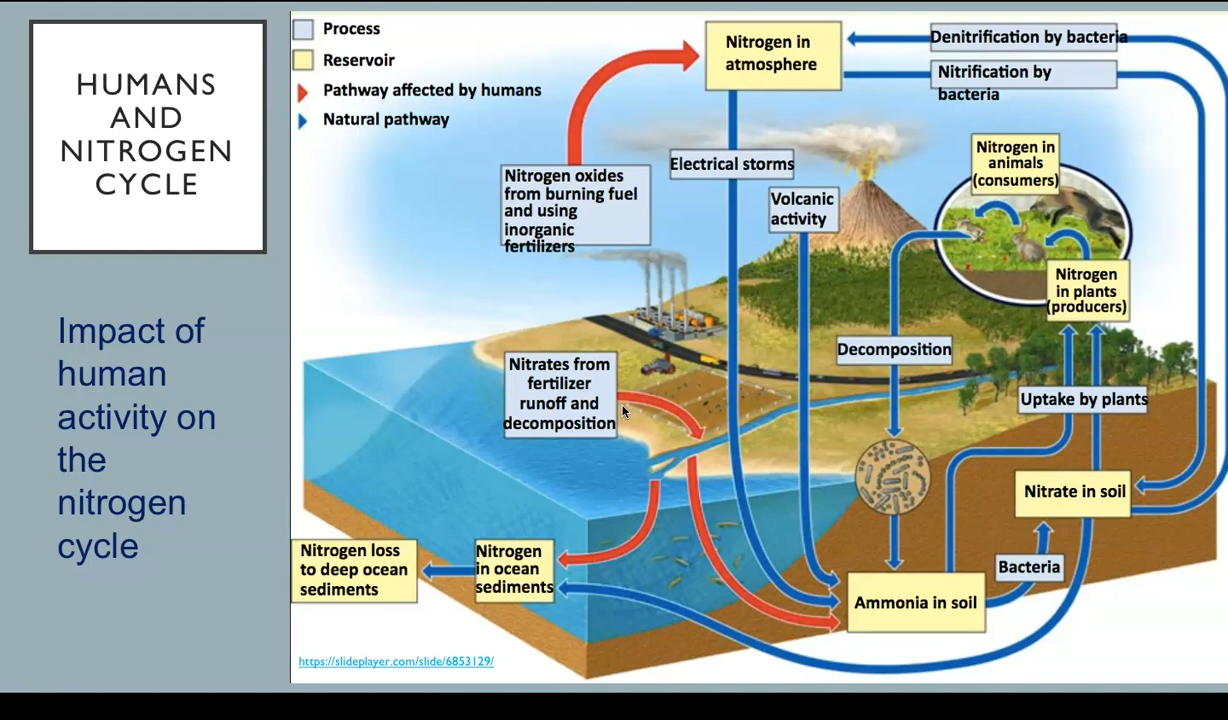 HUMANS
AND
NITROGEN
CYCLE
Impact of
human
activity on
the
nitrogen
cycle
Process
Reservoir
Pathway affected by humans
Natural pathway
Nitrogen in
atmosphere
Denitrification by bacteria
Nitrification by
bacteria
Nitrogen oxides
from burning fuel
and using
inorganic
fertilizers
Electrical storms
Volcanic
activity
Nitrogen in
animals
(consumers)
Nitrogen
in plants
(producers)
Decomposition
Nitrates from
fertilizer
runoff and
decomposition
Uptake by plants
Nitrate in soil
Bacteria
Ammonia in soil
Nitrogen loss
to deep ocean
sediments
Nitrogen
in ocean
sediments
https://slideplayer.com/slide/6853129/